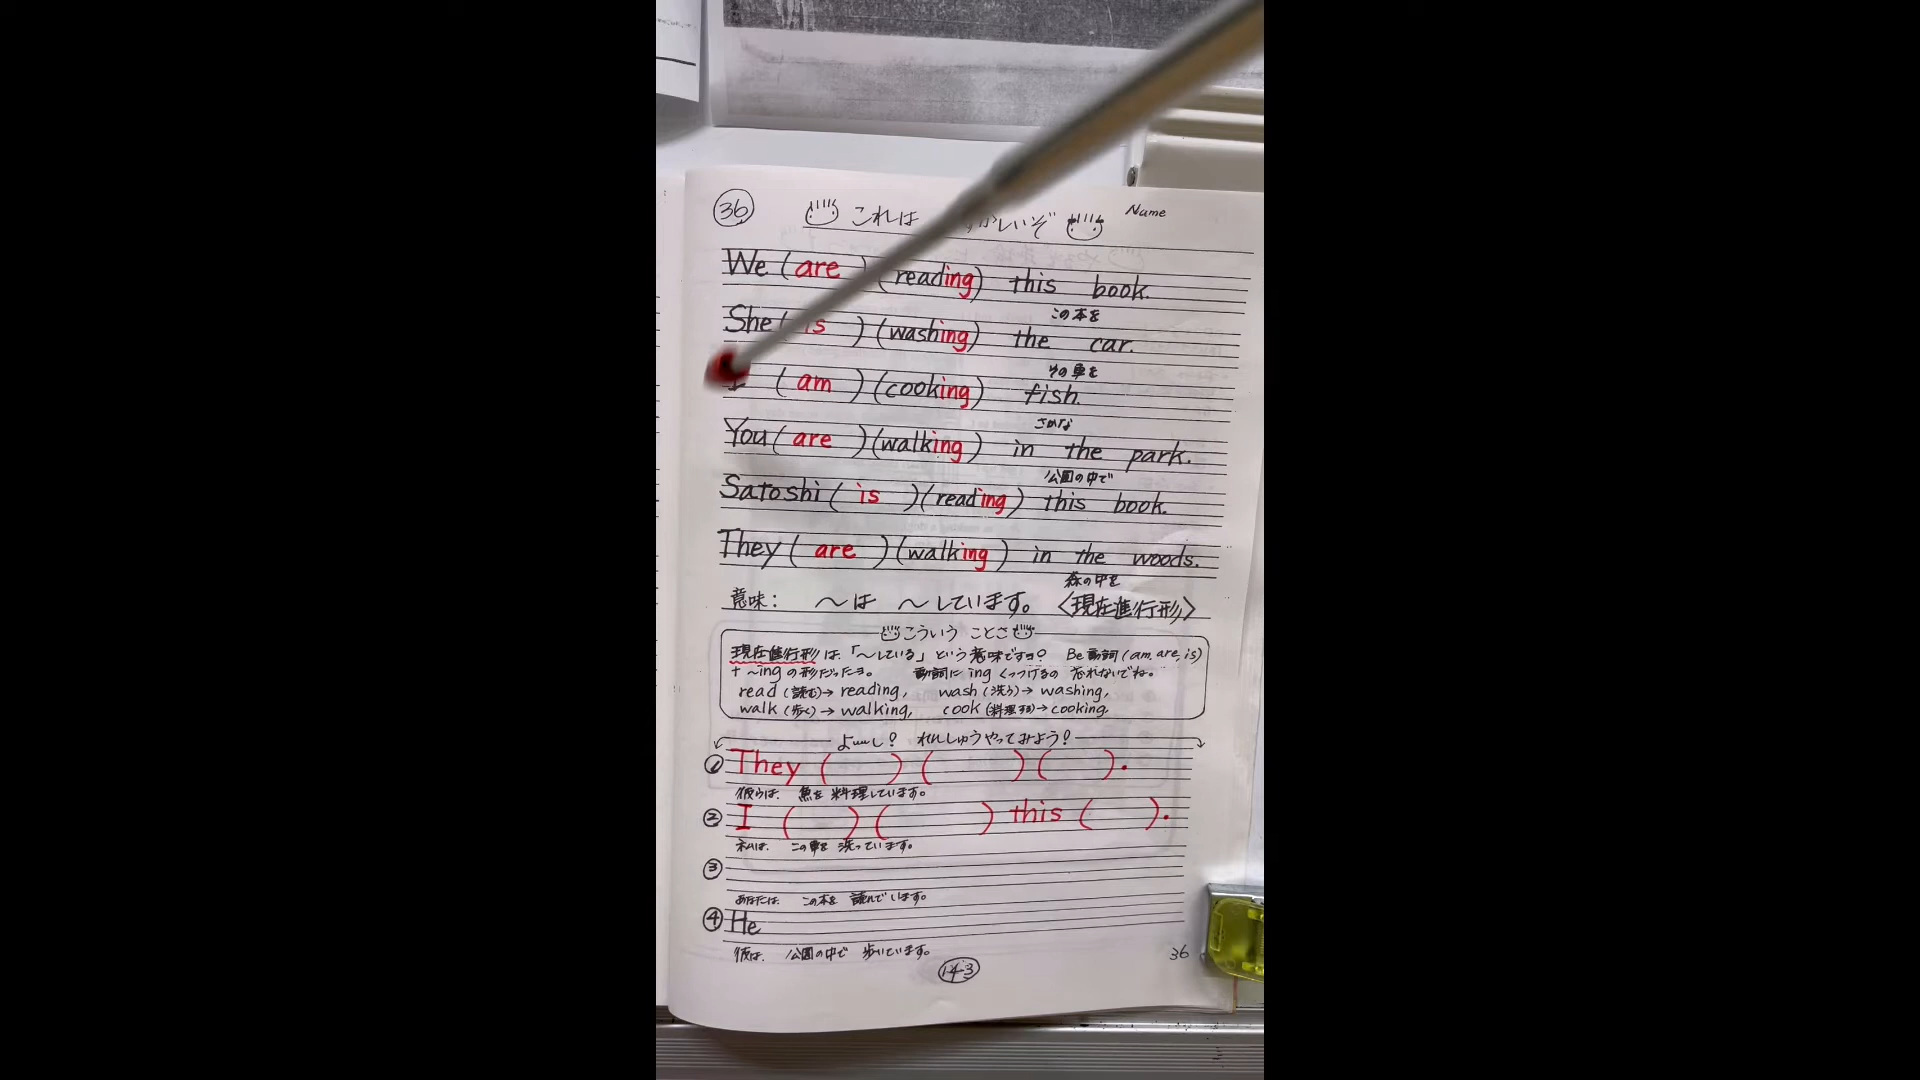 36 これは しいぞ Name
We (are) (reading) this book.
この本を
She (is) (washing) the car.
その車を
(am) (cooking) fish.
さかな
You (are) (walking) in the park.
公園の中で
Satoshi (is) (reading) this book.
They (are) (walking) in the woods.
森の中を
意味: 〜は 〜しています。 〈現在進行形〉
こういう ことさ
現在進行形は、「〜している」という意味ですョ? Be動詞(am, are, is)
+ 〜ingの形だったョ。 動詞に ing くっつけるの 忘れないでね。
read (読む)→ reading, wash (洗う)→ washing,
walk (歩く)→ walking, cook (料理する)→ cooking.
よーし? れんしゅうやってみよう!
① They ( ) ( ) ( ).
彼らは、 魚を 料理しています。
② I ( ) ( ) this ( ).
私は、 この車を 洗っています。
③
あなたは、 この本を 読んでいます。
④ He
彼は、 公園の中で 歩いています。
36
143